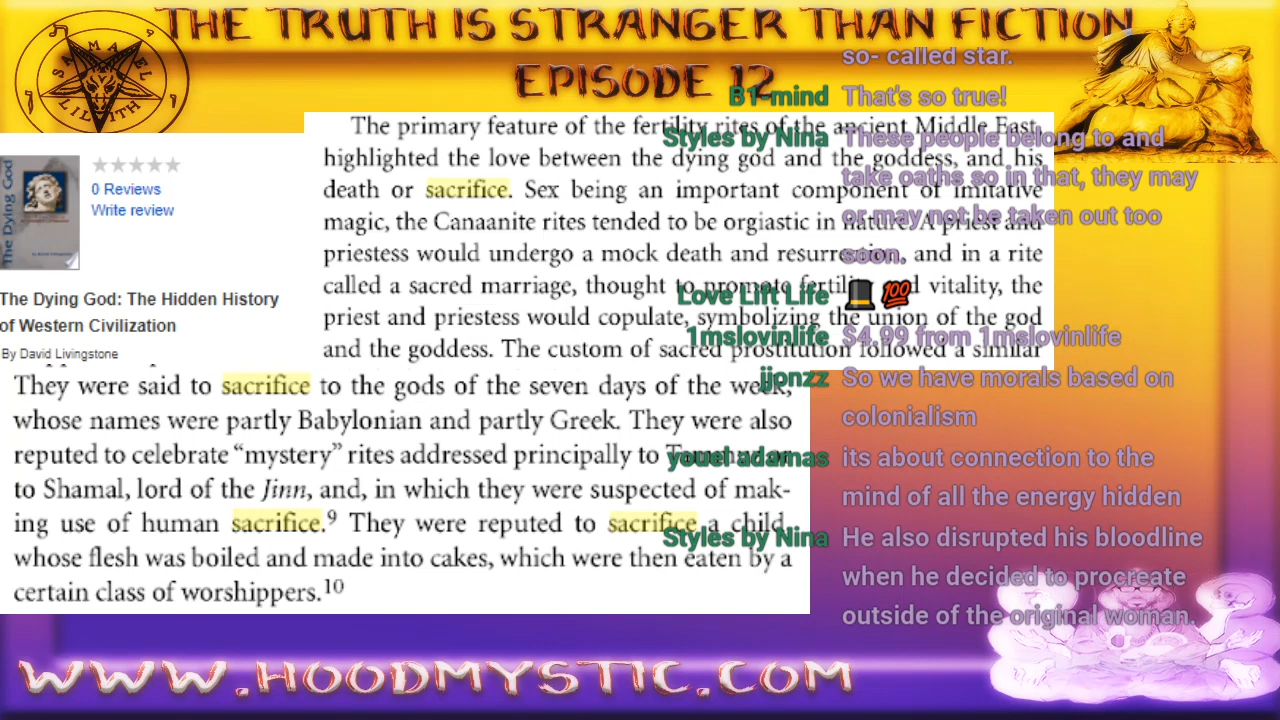 THE TRUTH IS STRANGER THAN FICTION
EPISODE 12
SAMAEL
LILITH
The Dying God
0 Reviews
Write review
The Dying God: The Hidden History
of Western Civilization
By David Livingstone
The primary feature of the fertility rites of the ancient Middle East
highlighted the love between the dying god and the goddess, and his
death or sacrifice. Sex being an important component of imitative
magic, the Canaanite rites tended to be orgiastic in nature. A priest and
priestess would undergo a mock death and resurrection, and in a rite
called a sacred marriage, thought to promote fertility and vitality, the
priest and priestess would copulate, symbolizing the union of the god
and the goddess. The custom of sacred prostitution followed a similar
They were said to sacrifice to the gods of the seven days of the week,
whose names were partly Babylonian and partly Greek. They were also
reputed to celebrate “mystery” rites addressed principally to
to Shamal, lord of the Jinn, and, in which they were suspected of mak-
ing use of human sacrifice.9 They were reputed to sacrifice a child
whose flesh was boiled and made into cakes, which were then eaten by a
certain class of worshippers.10
so- called star.
B1-mind That's so true!
Styles by Nina These people belong to and
take oaths so in that, they may
or may not be taken out too
soon.
Love Lift Life 🎩 💯
1mslovinlife $4.99 from 1mslovinlife
jjonzz So we have morals based on
colonialism
youel adamas its about connection to the
mind of all the energy hidden
Styles by Nina He also disrupted his bloodline
when he decided to procreate
outside of the original woman.
WWW.HOODMYSTIC.COM